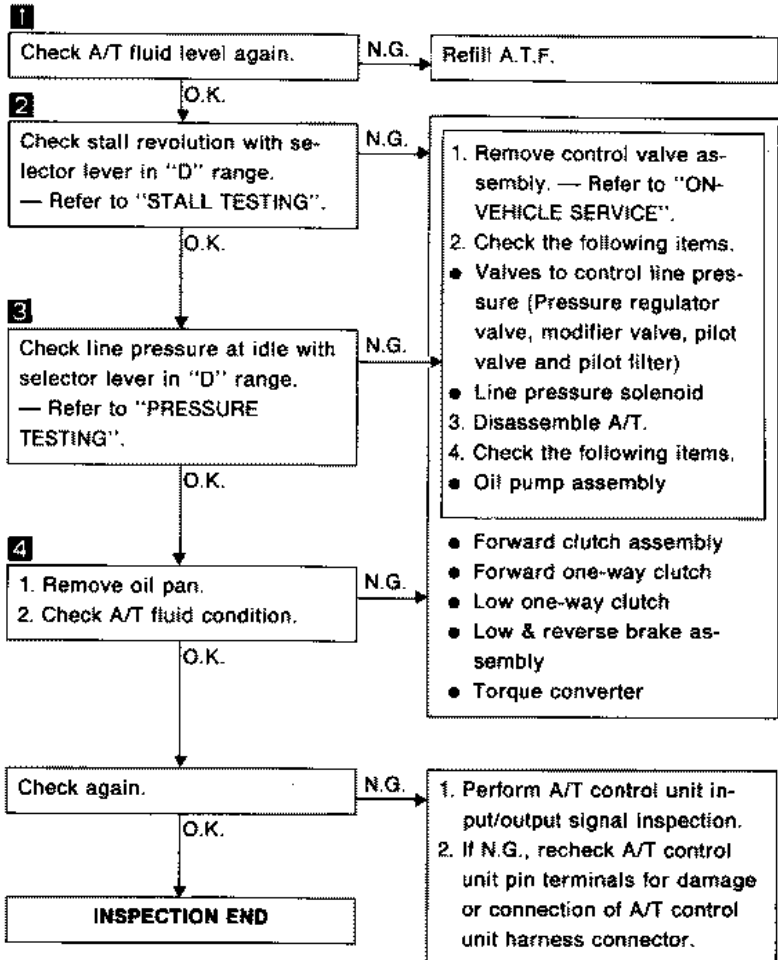 1
Check A/T fluid level again.
N.G.
Refill A.T.F.
O.K.
2
Check stall revolution with se-
lector lever in "D" range.
— Refer to "STALL TESTING".
N.G.
O.K.
3
Check line pressure at idle with
selector lever in "D" range.
— Refer to "PRESSURE
TESTING".
N.G.
O.K.
1. Remove control valve as-
sembly. — Refer to "ON-
VEHICLE SERVICE".
2. Check the following items.
● Valves to control line pres-
sure (Pressure regulator
valve, modifier valve, pilot
valve and pilot filter)
● Line pressure solenoid
3. Disassemble A/T.
4. Check the following items.
● Oil pump assembly
● Forward clutch assembly
● Forward one-way clutch
● Low one-way clutch
● Low & reverse brake as-
sembly
● Torque converter
4
1. Remove oil pan.
2. Check A/T fluid condition.
N.G.
O.K.
Check again.
N.G.
1. Perform A/T control unit in-
put/output signal inspection.
2. If N.G., recheck A/T control
unit pin terminals for damage
or connection of A/T control
unit harness connector.
O.K.
INSPECTION END